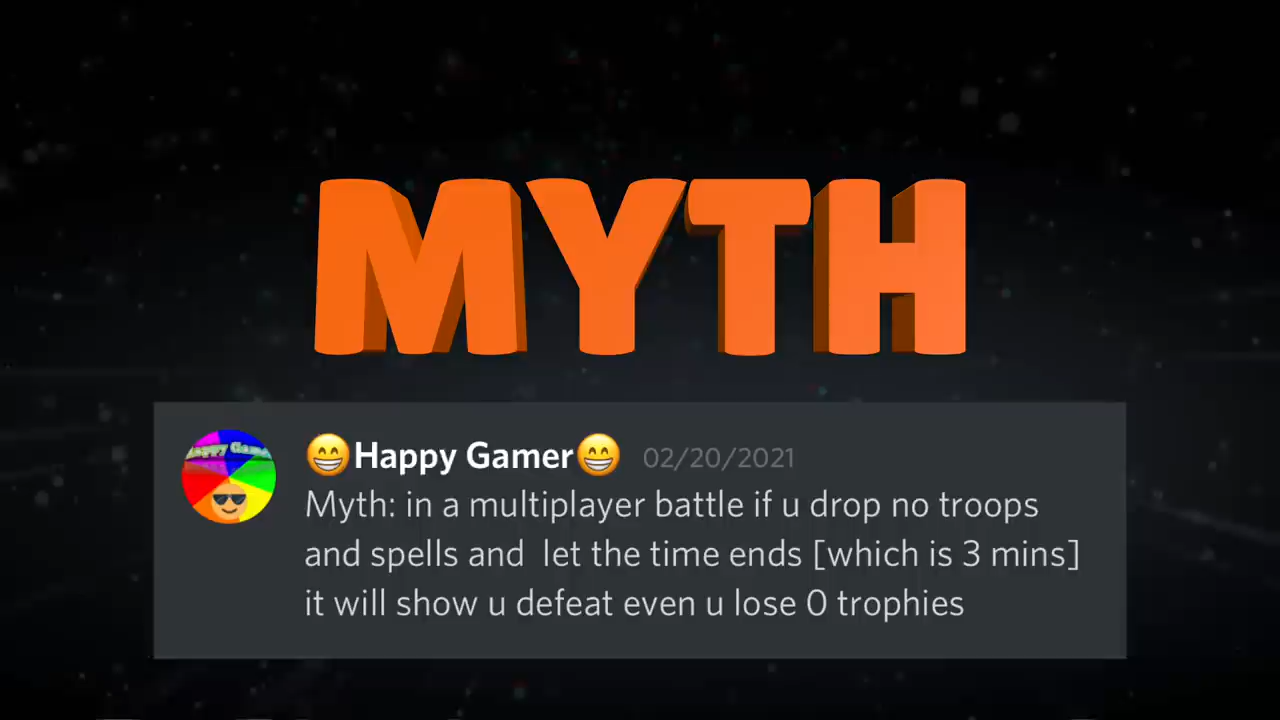 MYTH
😁Happy Gamer😁 02/20/2021
Myth: in a multiplayer battle if u drop no troops
and spells and  let the time ends [which is 3 mins]
it will show u defeat even u lose 0 trophies